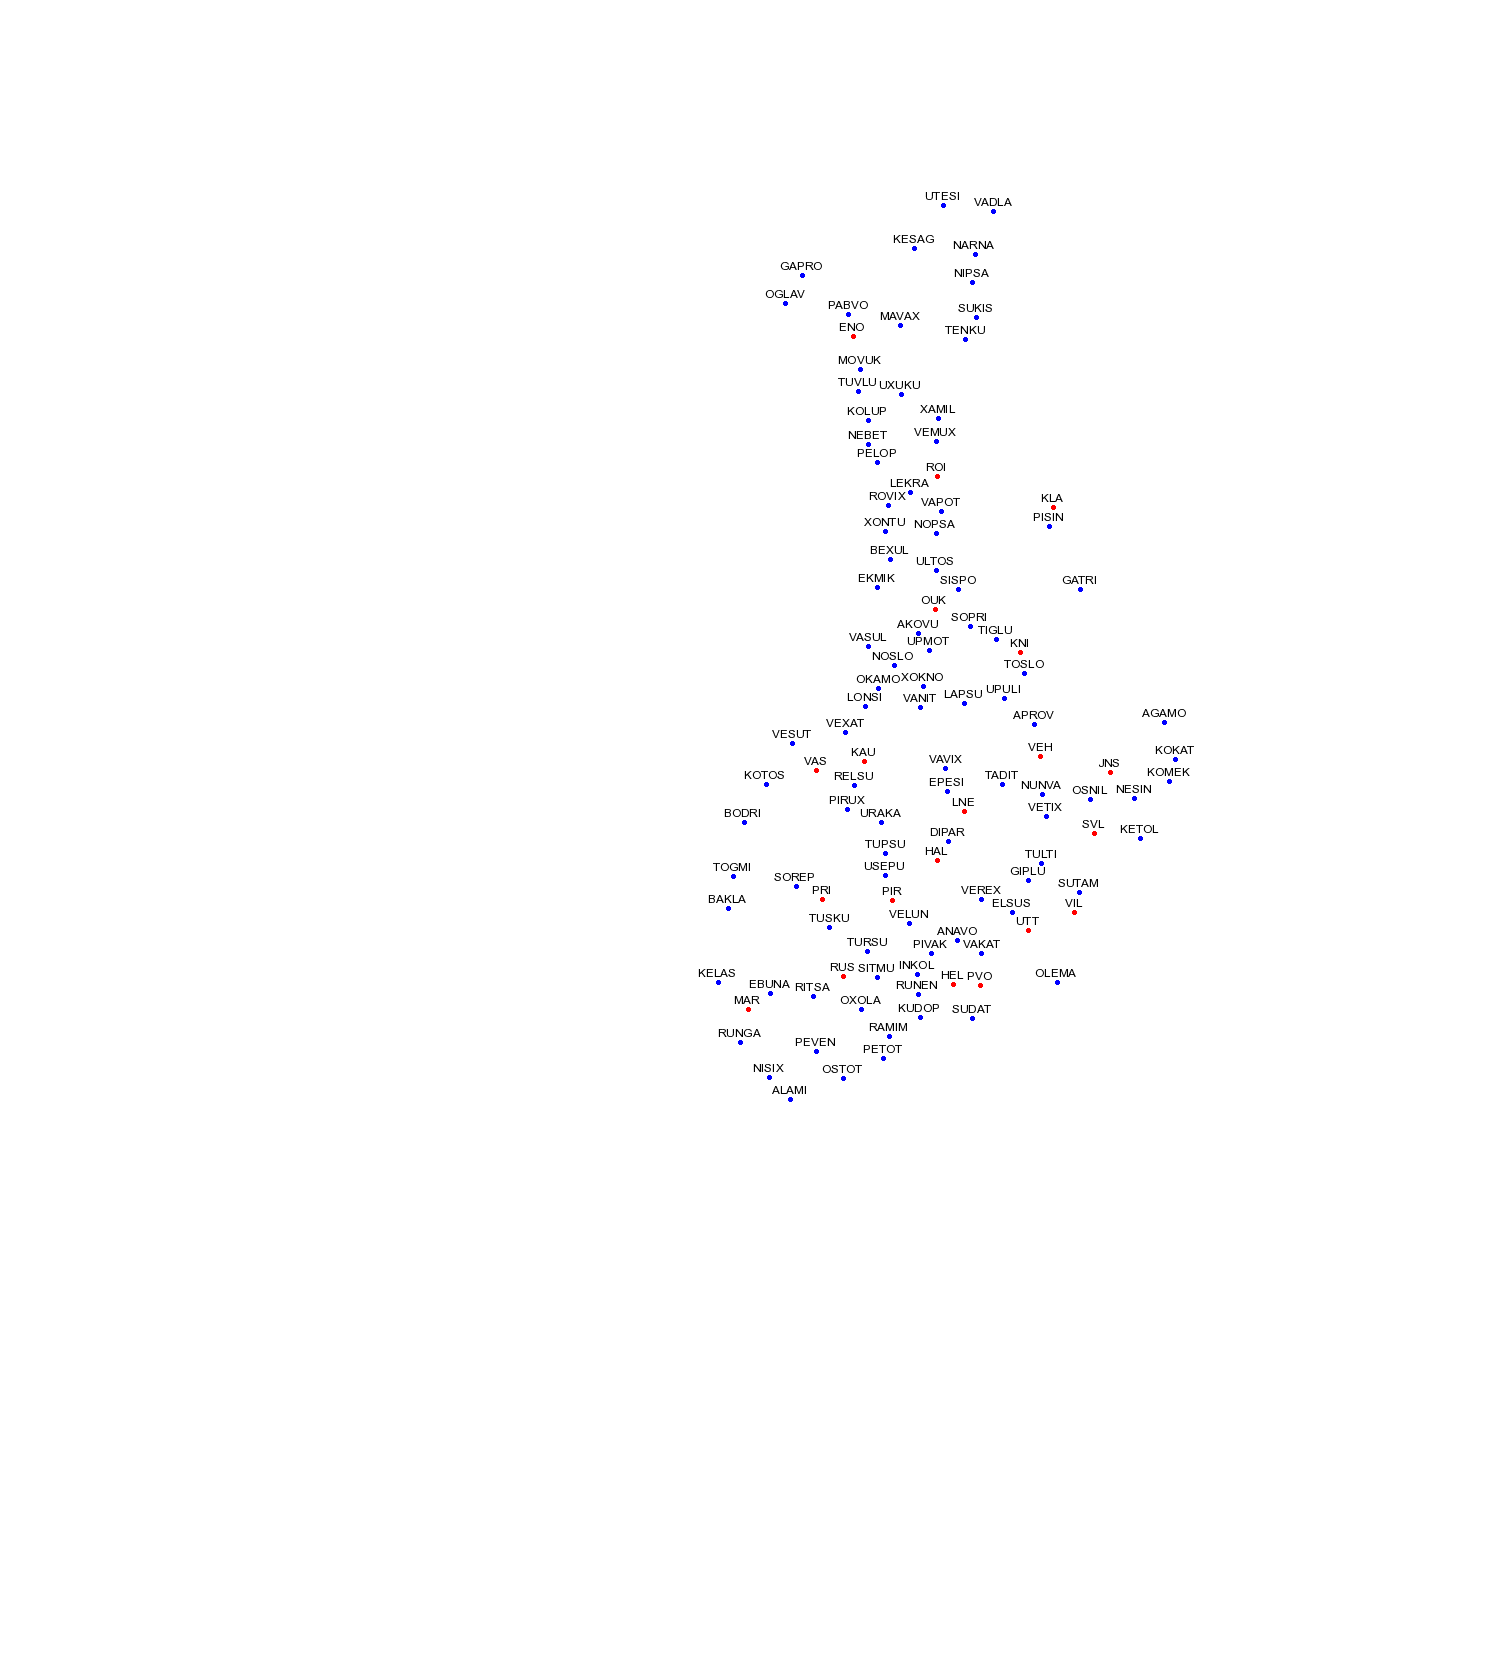 UTESI
VADLA
KESAG
NARNA
GAPRO
NIPSA
OGLAV
PABVO
SUKIS
MAVAX
ENO
TENKU
MOVUK
TUVLU
UXUKU
XAMIL
KOLUP
VEMUX
NEBET
PELOP
ROI
LEKRA
ROVIX
KLA
VAPOT
PISIN
XONTU
NOPSA
BEXUL
ULTOS
EKMIK
SISPO
GATRI
OUK
SOPRI
AKOVU
TIGLU
VASUL
UPMOT
KNI
NOSLO
TOSLO
OKAMO
XOKNO
UPULI
LAPSU
LONSI
VANIT
AGAMO
APROV
VEXAT
VESUT
VEH
KOKAT
KAU
VAS
VAVIX
JNS
KOMEK
KOTOS
RELSU
TADIT
EPESI
NUNVA
OSNIL
NESIN
PIRUX
LNE
VETIX
BODRI
URAKA
SVL
KETOL
DIPAR
TUPSU
HAL
TULTI
TOGMI
USEPU
GIPLU
SOREP
SUTAM
PRI
PIR
VEREX
BAKLA
ELSUS
VIL
TUSKU
VELUN
UTT
ANAVO
TURSU
PIVAK
VAKAT
RUS
SITMU
INKOL
KELAS
HEL
PVO
OLEMA
EBUNA
RITSA
RUNEN
MAR
OXOLA
KUDOP
SUDAT
RAMIM
RUNGA
PEVEN
PETOT
NISIX
OSTOT
ALAMI